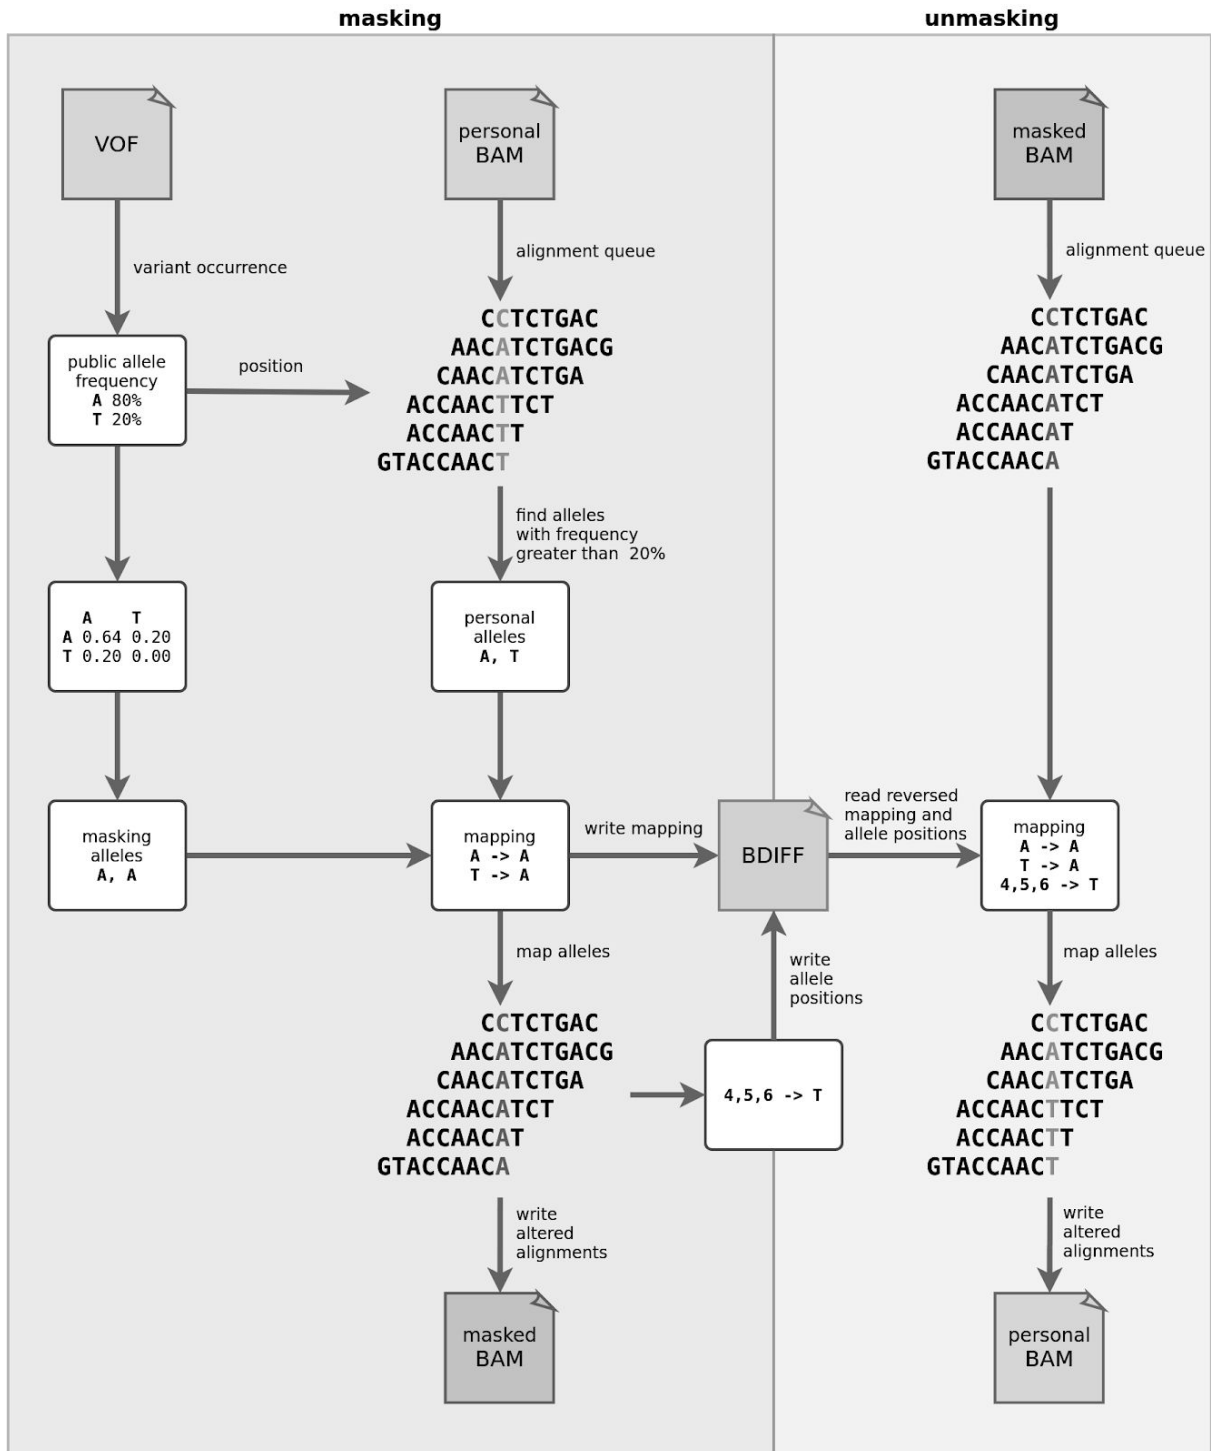 masking
unmasking
VOF
personal
BAM
masked
BAM
variant occurrence
alignment queue
alignment queue
public allele
frequency
A 80%
T 20%
position
CCTCTGAC
AACATCTGACG
CAACATCTGA
ACCAACTTCT
ACCAACTT
GTACCAACT
CCTCTGAC
AACATCTGACG
CAACATCTGA
ACCAACATCT
ACCAACAT
GTACCAACA
find alleles
with frequency
greater than 20%
A T
A 0.64 0.20
T 0.20 0.00
personal
alleles
A, T
masking
alleles
A, A
mapping
A -> A
T -> A
write mapping
BDIFF
read reversed
mapping and
allele positions
mapping
A -> A
T -> A
4,5,6 -> T
map alleles
write
allele
positions
map alleles
CCTCTGAC
AACATCTGACG
CAACATCTGA
ACCAACATCT
ACCAACAT
GTACCAACA
4,5,6 -> T
CCTCTGAC
AACATCTGACG
CAACATCTGA
ACCAACTTCT
ACCAACTT
GTACCAACT
write
altered
alignments
write
altered
alignments
masked
BAM
personal
BAM